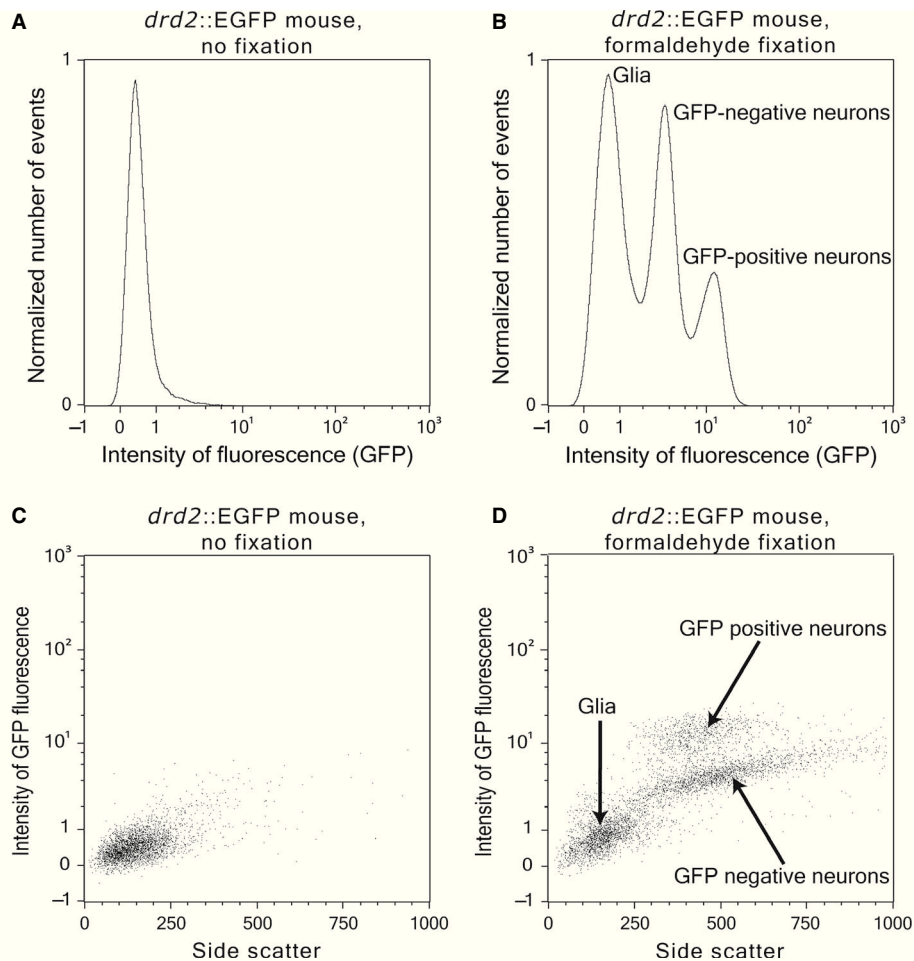 A
drd2::EGFP mouse,
no fixation
1
Normalized number of events
0
–1 0 1 10¹ 10² 10³
Intensity of fluorescence (GFP)
B
drd2::EGFP mouse,
formaldehyde fixation
1
Glia
GFP-negative neurons
GFP-positive neurons
Normalized number of events
0
–1 0 1 10¹ 10² 10³
Intensity of fluorescence (GFP)
C
drd2::EGFP mouse,
no fixation
10³
10²
10¹
1
0
–1
Intensity of GFP fluorescence
0 250 500 750 1000
Side scatter
D
drd2::EGFP mouse,
formaldehyde fixation
10³
10²
10¹
1
0
–1
Intensity of GFP fluorescence
GFP positive neurons
Glia
GFP negative neurons
0 250 500 750 1000
Side scatter